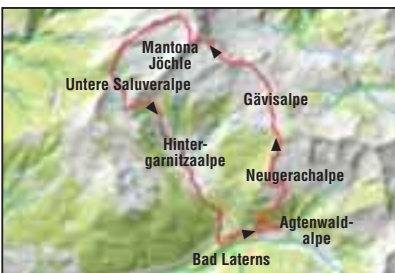 Mantona
Jöchle
Untere Saluveralpe
Gävisalpe
Hinter-
garnitzaalpe
Neugerachalpe
Agtenwald-
alpe
Bad Laterns